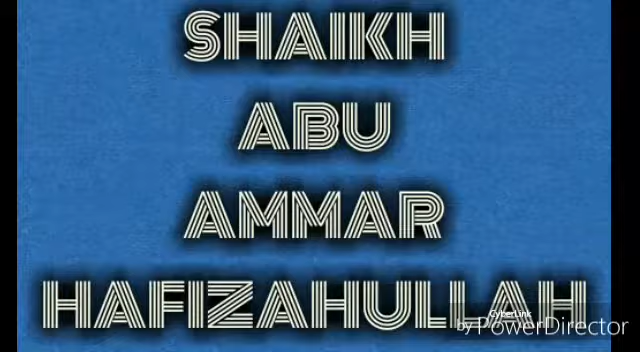 SHAIKH
ABU
AMMAR
HAFIZAHULLAH
CyberLink
by PowerDirector